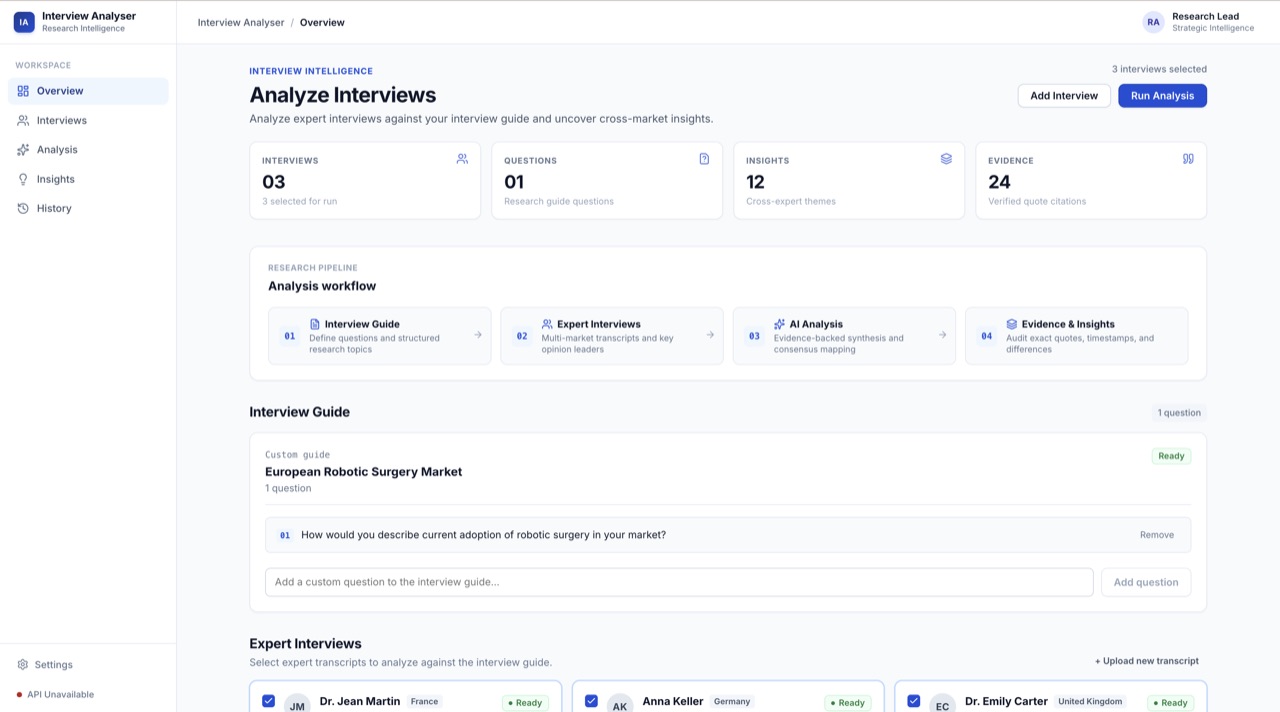 IA
Interview Analyser
Research Intelligence
WORKSPACE
Overview
Interviews
Analysis
Insights
History
Settings
API Unavailable
Interview Analyser / Overview
RA
Research Lead
Strategic Intelligence
INTERVIEW INTELLIGENCE
Analyze Interviews
Analyze expert interviews against your interview guide and uncover cross-market insights.
3 interviews selected
Add Interview
Run Analysis
INTERVIEWS
03
3 selected for run
QUESTIONS
01
Research guide questions
INSIGHTS
12
Cross-expert themes
EVIDENCE
24
Verified quote citations
RESEARCH PIPELINE
Analysis workflow
01
Interview Guide
Define questions and structured
research topics
02
Expert Interviews
Multi-market transcripts and key
opinion leaders
03
AI Analysis
Evidence-backed synthesis and
consensus mapping
04
Evidence & Insights
Audit exact quotes, timestamps, and
differences
Interview Guide
1 question
Custom guide
European Robotic Surgery Market
1 question
Ready
01 How would you describe current adoption of robotic surgery in your market?
Remove
Add a custom question to the interview guide...
Add question
Expert Interviews
Select expert transcripts to analyze against the interview guide.
+ Upload new transcript
JM
Dr. Jean Martin
France
Ready
AK
Anna Keller
Germany
Ready
EC
Dr. Emily Carter
United Kingdom
Ready